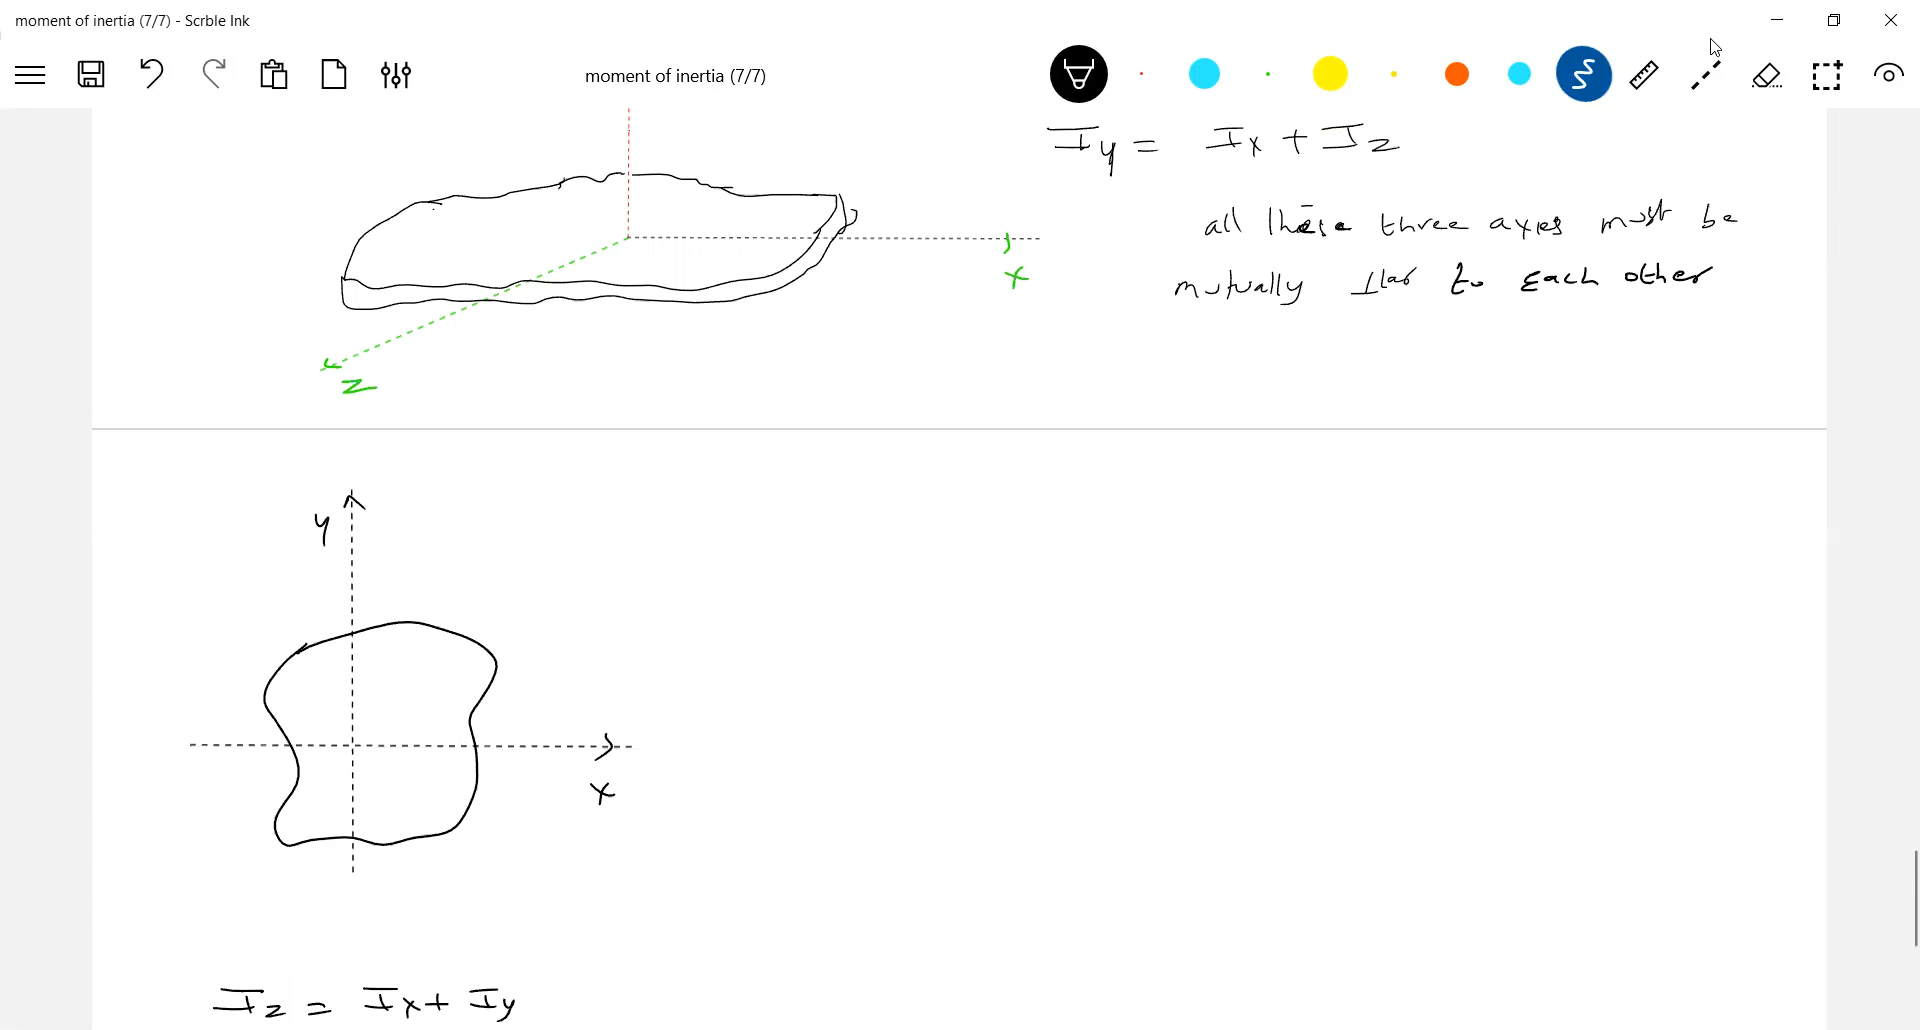 moment of inertia (7/7) - Scrble Ink
moment of inertia (7/7)
Iy = Ix + Iz
all these three axes must be
mutually ⊥lar to each other
x
z
y
x
Iz = Ix + Iy